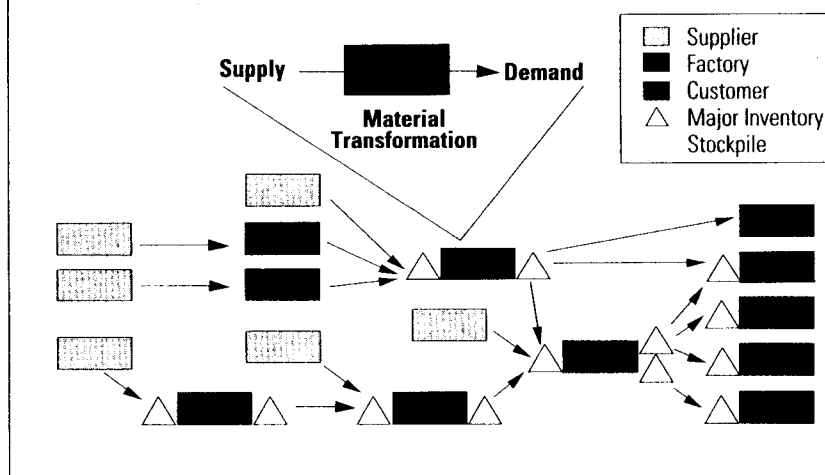 Supply
Demand
Material
Transformation
Supplier
Factory
Customer
Major Inventory
Stockpile